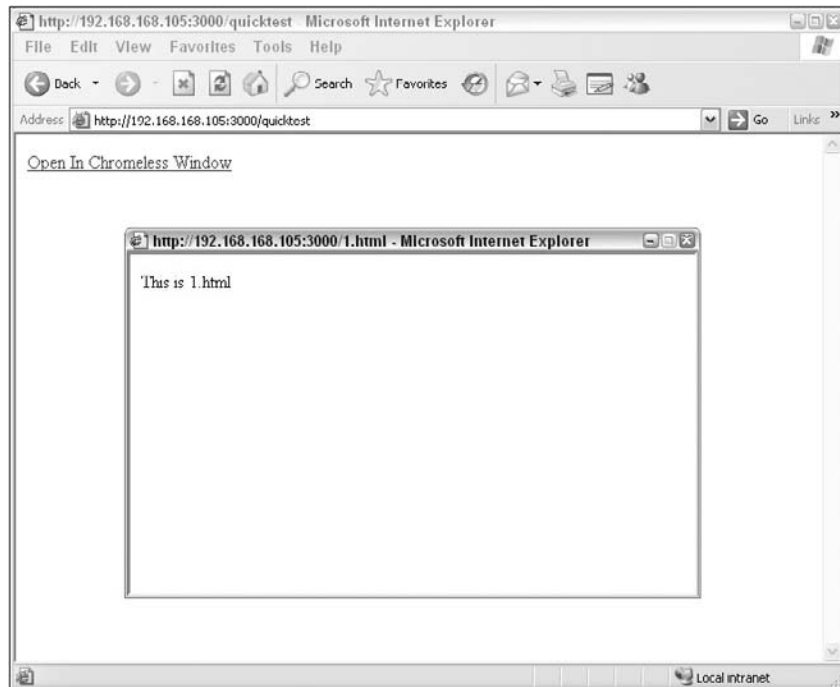 http://192.168.168.105:3000/quicktest - Microsoft Internet Explorer
File Edit View Favorites Tools Help
Back Search Favorites
Address http://192.168.168.105:3000/quicktest Go Links »
Open In Chromeless Window
http://192.168.168.105:3000/1.html - Microsoft Internet Explorer
This is 1.html
Local intranet